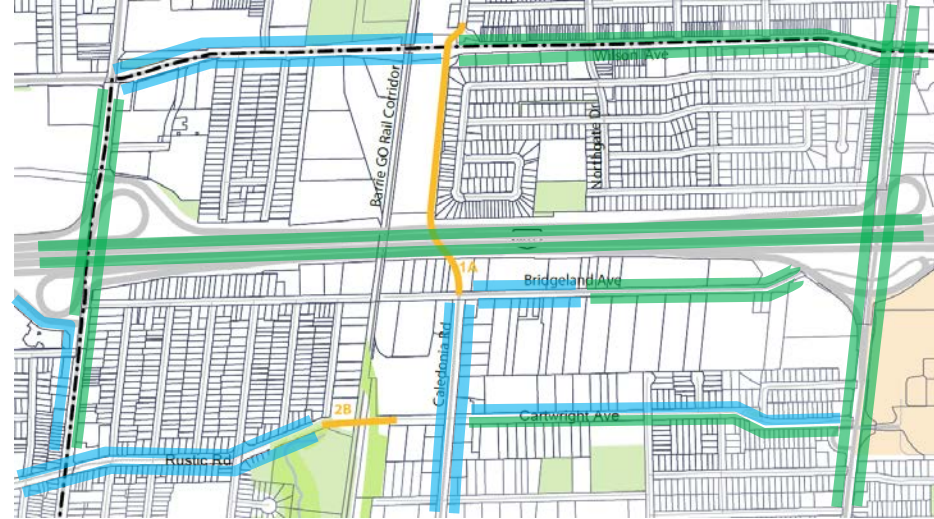 Wilson Ave
Barrie GO Rail Corridor
Northgate Dr
1A
Bridgeland Ave
Caledonia Rd
2B
Cartwright Ave
Rustic Rd